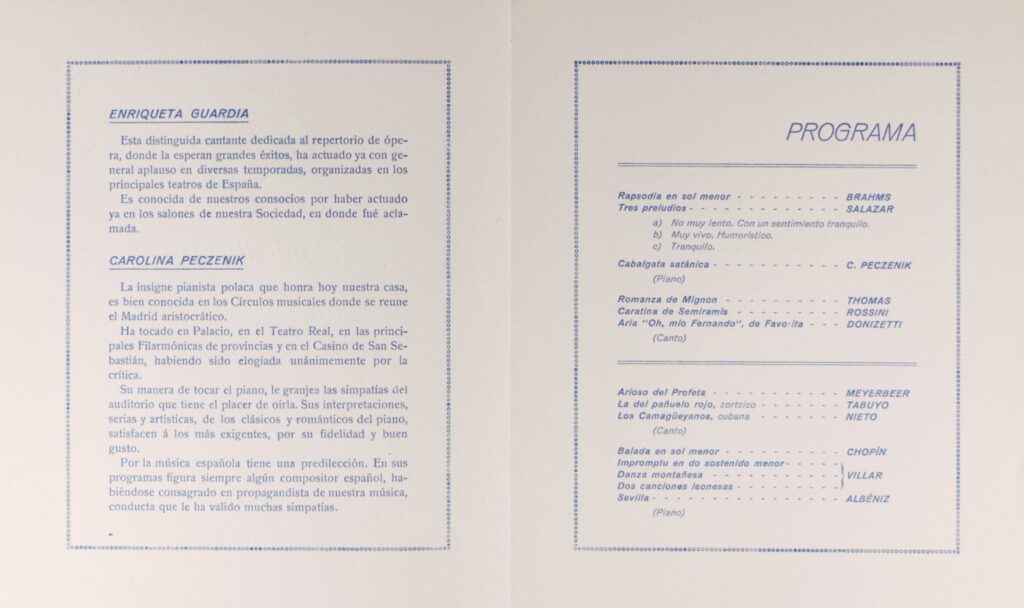 ENRIQUETA GUARDIA
Esta distinguida cantante dedicada al repertorio de ópe-
ra, donde la esperan grandes éxitos, ha actuado ya con ge-
neral aplauso en diversas temporadas, organizadas en los
principales teatros de España.
Es conocida de nuestros consocios por haber actuado
ya en los salones de nuestra Sociedad, en donde fué acla-
mada.
CAROLINA PECZENIK
La insigne pianista polaca que honra hoy nuestra casa,
es bien conocida en los Círculos musicales donde se reune
el Madrid aristocrático.
Ha tocado en Palacio, en el Teatro Real, en las princi-
pales Filarmónicas de provincias y en el Casino de San Se-
bastián, habiendo sido elogiada unánimemente por la
crítica.
Su manera de tocar el piano, le granjea las simpatías del
auditorio que tiene el placer de oirla. Sus interpretaciones,
serias y artísticas, de los clásicos y románticos del piano,
satisfacen á los más exigentes, por su fidelidad y buen
gusto.
Por la música española tiene una predilección. En sus
programas figura siempre algún compositor español, ha-
biéndose consagrado en propagandista de nuestra música,
conducta que le ha valido muchas simpatías.
PROGRAMA
Rapsodia en sol menor - - - - - - - - - BRAHMS
Tres preludios - - - - - - - - - - - - SALAZAR
a) No muy lento. Con un sentimiento tranquilo.
b) Muy vivo. Humorístico.
c) Tranquilo.
Cabalgata satánica - - - - - - - - - - - C. PECZENIK
(Piano)
Romanza de Mignon - - - - - - - - - - THOMAS
Caratina de Semiramis - - - - - - - - - ROSSINI
Aria "Oh, mio Fernando", de Favo ita - - - DONIZETTI
(Canto)
Arioso del Profeta - - - - - - - - - - - MEYERBEER
La del pañuelo rojo, zortzico - - - - - - - TABUYO
Los Camagüeyanos, cubana - - - - - - - NIETO
(Canto)
Balada en sol menor - - - - - - - - - - CHOPÍN
Impromptu en do sostenido menor - - - -
Danza montañesa - - - - - - - - - - - VILLAR
Dos canciones leonesas - - - - - - - - -
Sevilla - - - - - - - - - - - - - - - ALBÉNIZ
(Piano)